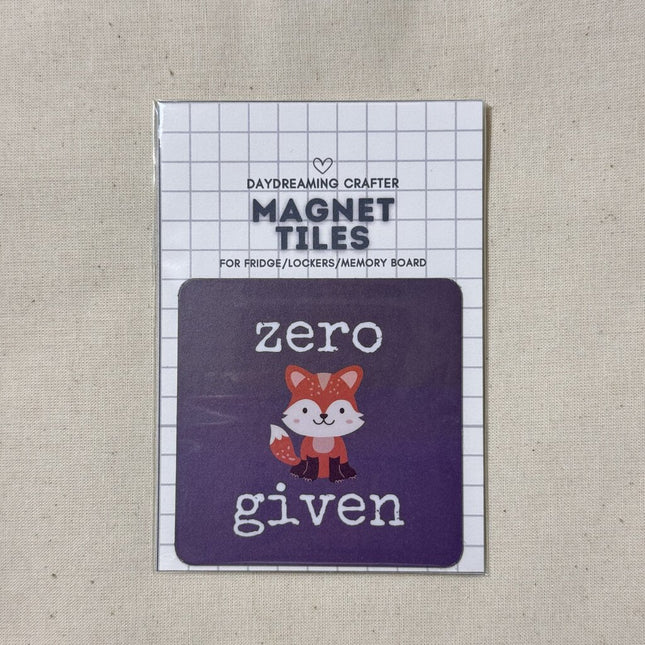 DAYDREAMING CRAFTER
MAGNET
TILES
FOR FRIDGE/LOCKERS/MEMORY BOARD
zero
given